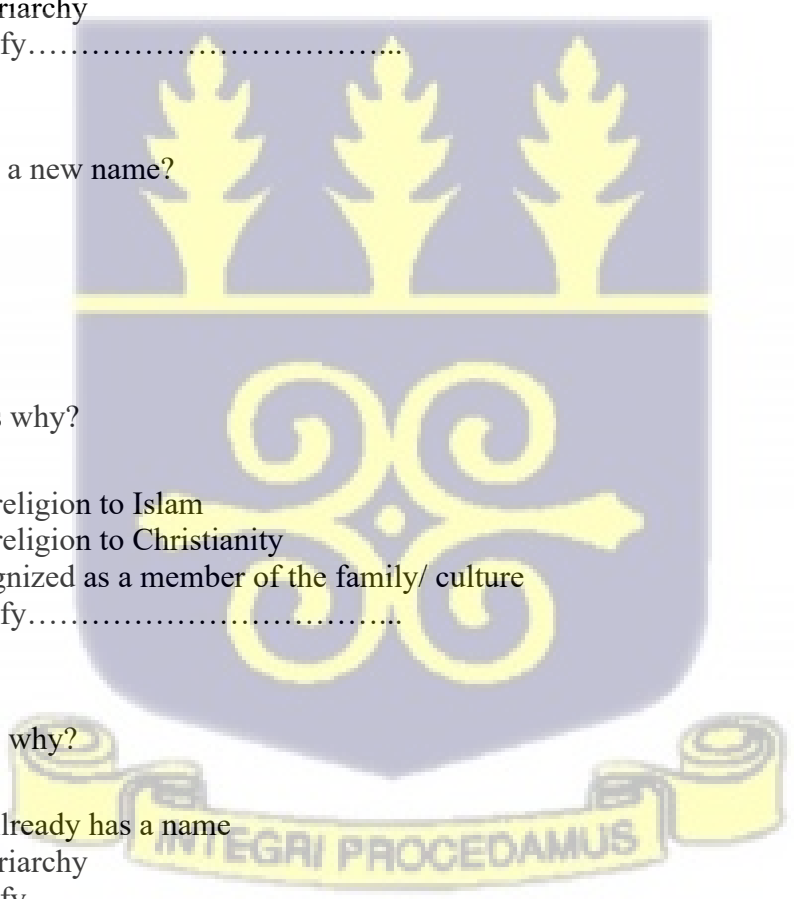 riarchy
fy…………………………………..
a new name?
s why?
religion to Islam
religion to Christianity
gnized as a member of the family/ culture
fy…………………………………..
why?
lready has a name
INTEGRI PROCEDAMUS
riarchy
fy